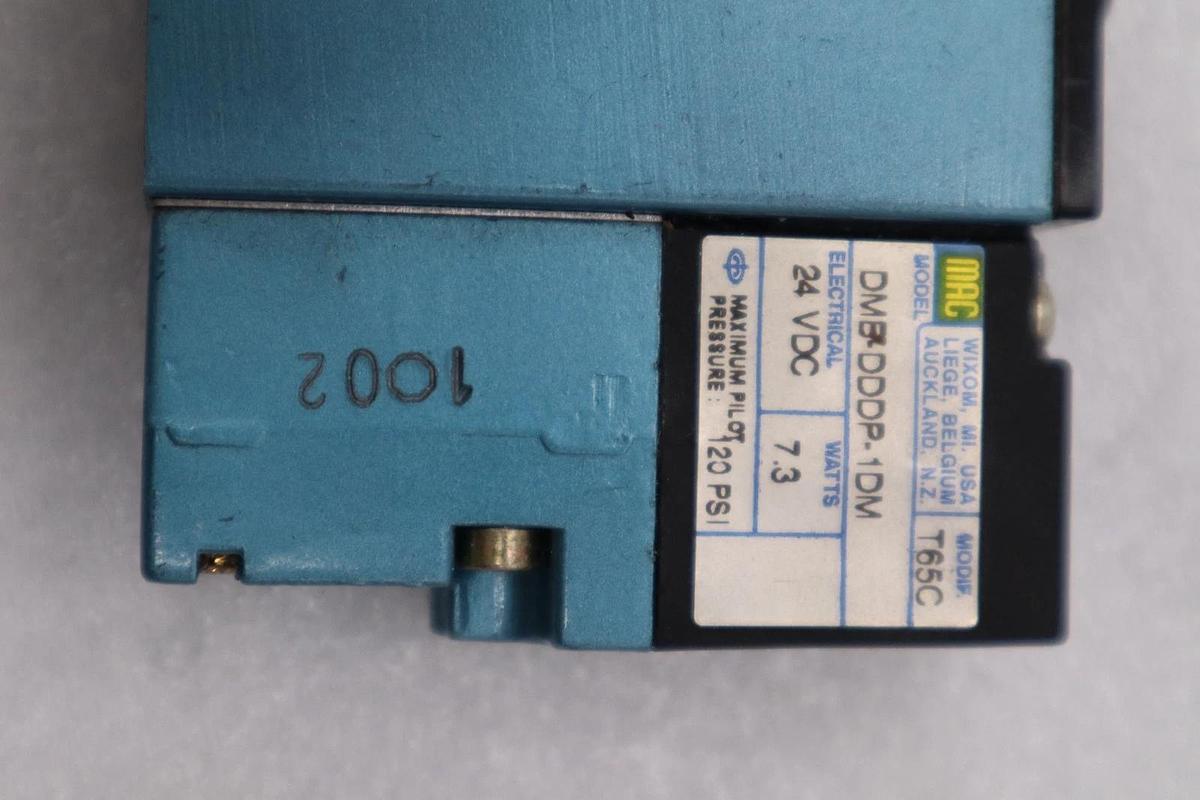 MAC
WIXOM, MI. USA
LIEGE, BELGIUM
AUCKLAND, N.Z.
MODEL
MODIF.
T65C
DDDP-1DM
ELECTRICAL
WATTS
24 VDC
7.3
MAXIMUM PILOT
PRESSURE:
120 PSI
1002